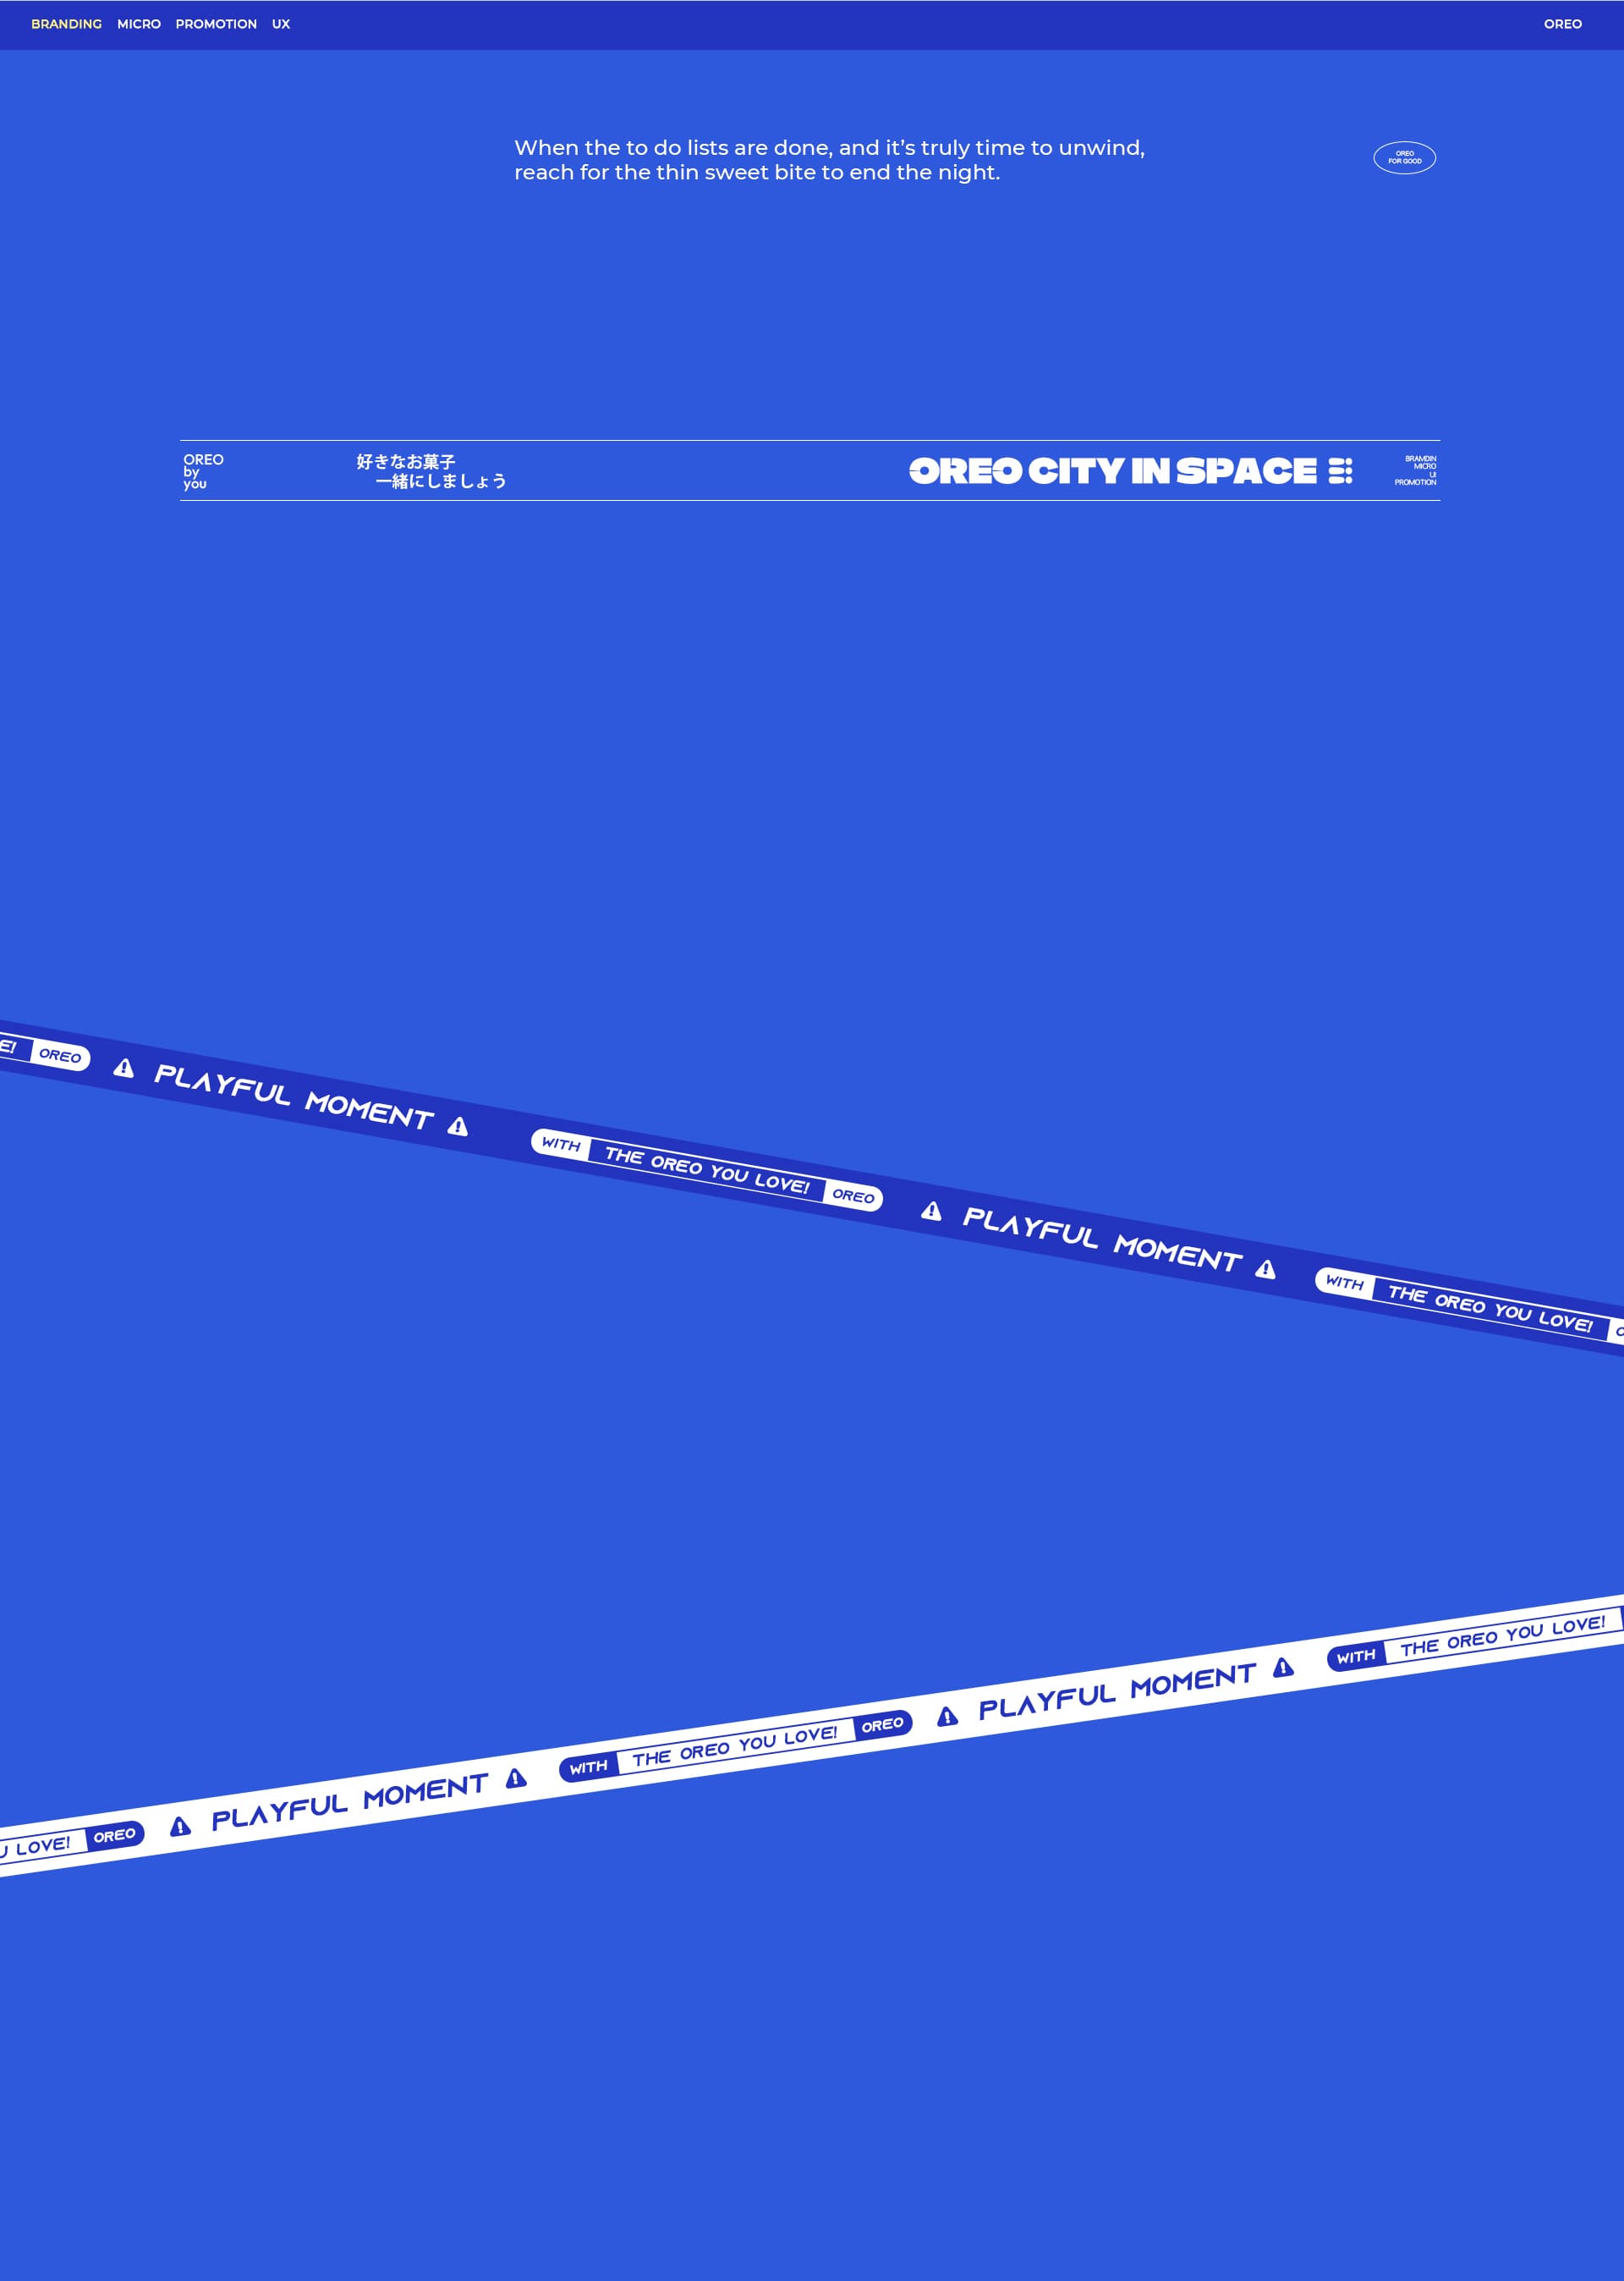 BRANDING MICRO PROMOTION UX OREO
When the to do lists are done, and it’s truly time to unwind,
reach for the thin sweet bite to end the night.
OREO
FOR GOOD
OREO
by
you
好きなお菓子
一緒にしましょう
OREO CITY IN SPACE
BRAMDIN
MICRO
UI
PROMOTION
E! OREO PLAYFUL MOMENT WITH THE OREO YOU LOVE! OREO PLAYFUL MOMENT WITH THE OREO YOU LOVE! O
U LOVE! OREO PLAYFUL MOMENT WITH THE OREO YOU LOVE! OREO PLAYFUL MOMENT WITH THE OREO YOU LOVE!